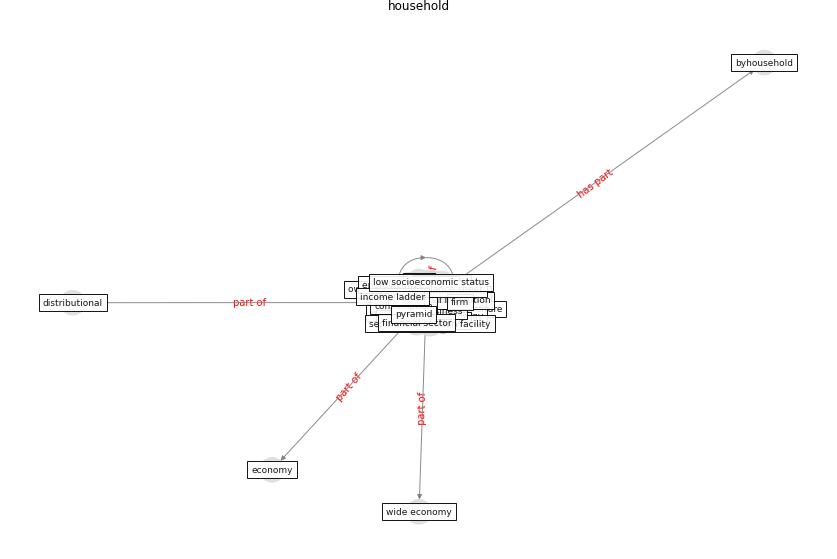 household
byhousehold
has part
low socioeconomic status
income ladder
firm
distributional
part of
pyramid
financial sector
facility
part of
part of
economy
wide economy